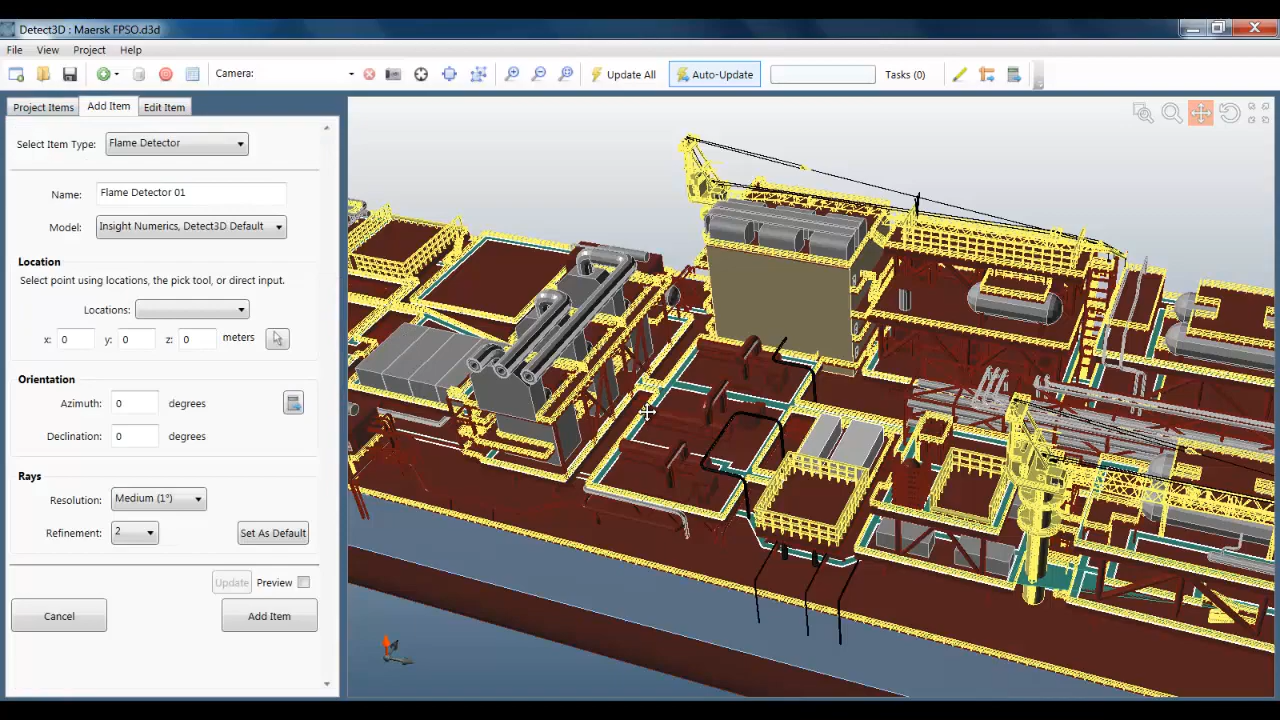 Detect3D : Maersk FPSO.d3d
File View Project Help
Camera: Update All Auto-Update Tasks (0)
Project Items Add Item Edit Item
Select Item Type: Flame Detector
Name: Flame Detector 01
Model: Insight Numerics, Detect3D Default
Location
Select point using locations, the pick tool, or direct input.
Locations:
x: 0 y: 0 z: 0 meters
Orientation
Azimuth: 0 degrees
Declination: 0 degrees
Rays
Resolution: Medium (1°)
Refinement: 2 Set As Default
Update Preview
Cancel Add Item